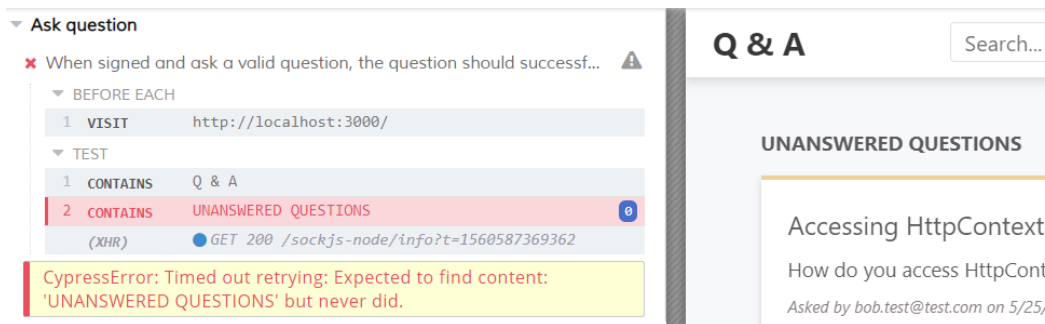 Ask question
When signed and ask a valid question, the question should successf...
BEFORE EACH
1 VISIT http://localhost:3000/
TEST
1 CONTAINS Q & A
2 CONTAINS UNANSWERED QUESTIONS 0
(XHR) GET 200 /sockjs-node/info?t=1560587369362
CypressError: Timed out retrying: Expected to find content:
'UNANSWERED QUESTIONS' but never did.
Q & A Search...
UNANSWERED QUESTIONS
Accessing HttpContext
How do you access HttpCont
Asked by bob.test@test.com on 5/25/